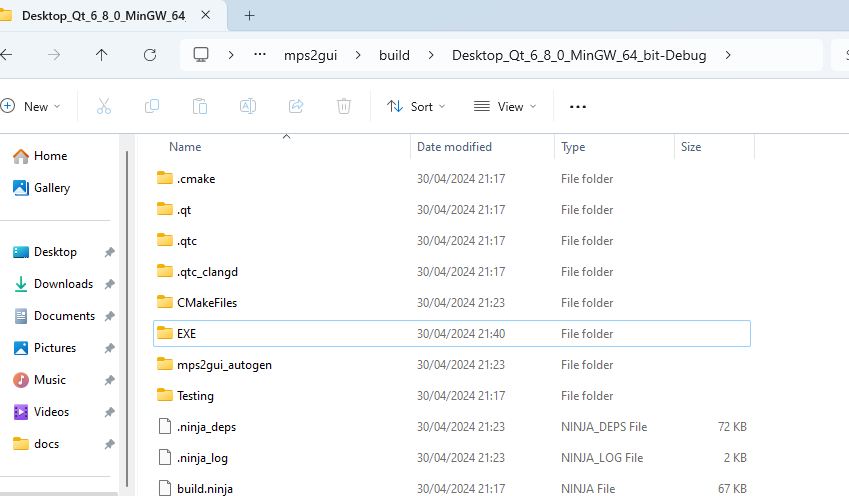 Desktop_Qt_6_8_0_MinGW_64_
mps2gui build Desktop_Qt_6_8_0_MinGW_64_bit-Debug
New Sort View
Name Date modified Type Size
Home
Gallery
Desktop
Downloads
Documents
Pictures
Music
Videos
docs
.cmake 30/04/2024 21:17 File folder
.qt 30/04/2024 21:17 File folder
.qtc 30/04/2024 21:17 File folder
.qtc_clangd 30/04/2024 21:17 File folder
CMakeFiles 30/04/2024 21:23 File folder
EXE 30/04/2024 21:40 File folder
mps2gui_autogen 30/04/2024 21:23 File folder
Testing 30/04/2024 21:17 File folder
.ninja_deps 30/04/2024 21:23 NINJA_DEPS File 72 KB
.ninja_log 30/04/2024 21:23 NINJA_LOG File 2 KB
build.ninja 30/04/2024 21:17 NINJA File 67 KB